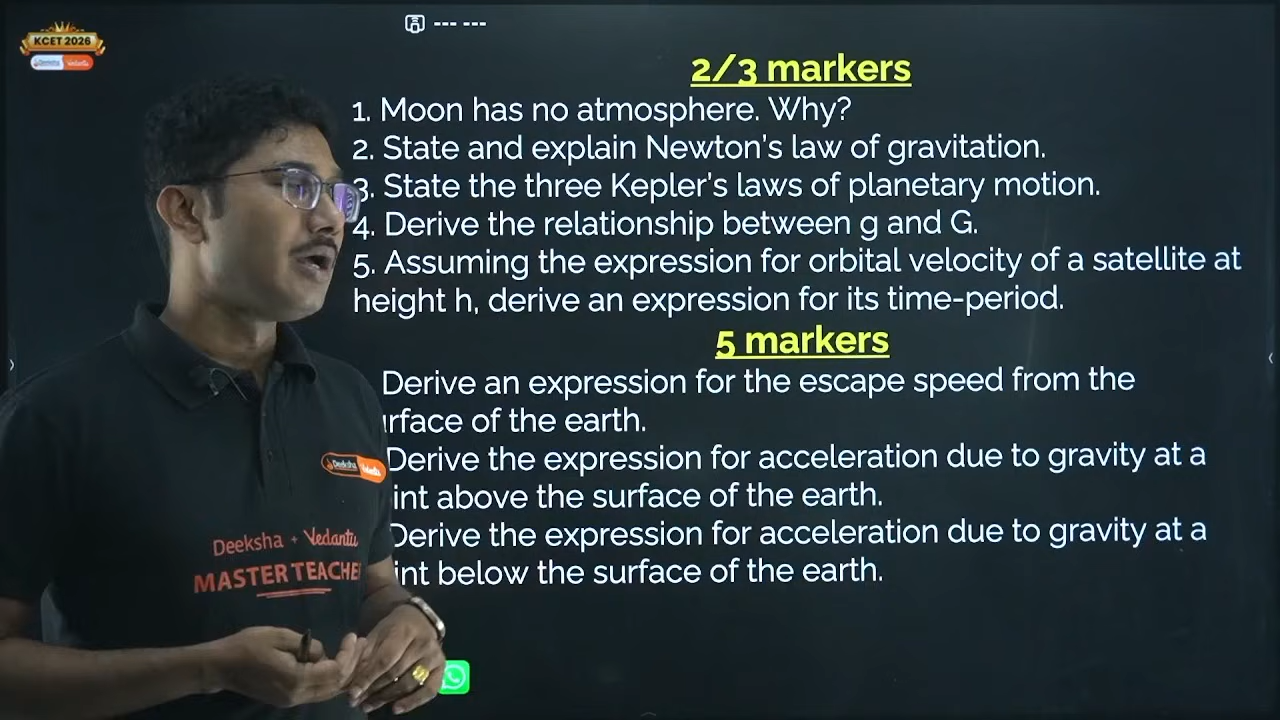 KCET 2026
Deeksha Vedantu
2/3 markers
1. Moon has no atmosphere. Why?
2. State and explain Newton's law of gravitation.
3. State the three Kepler's laws of planetary motion.
4. Derive the relationship between g and G.
5. Assuming the expression for orbital velocity of a satellite at
height h, derive an expression for its time-period.
5 markers
Derive an expression for the escape speed from the
rface of the earth.
Derive the expression for acceleration due to gravity at a
int above the surface of the earth.
Derive the expression for acceleration due to gravity at a
int below the surface of the earth.
Deeksha Vedantu
Deeksha + Vedantu
MASTER TEACHE